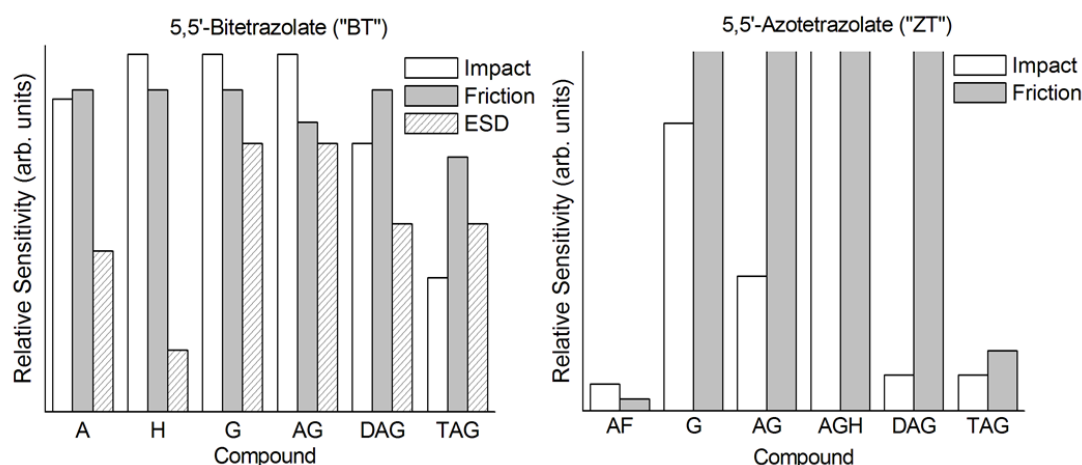 5,5'-Bitetrazolate ("BT")
Relative Sensitivity (arb. units)
Impact
Friction
ESD
A H G AG DAG TAG
Compound
5,5'-Azotetrazolate ("ZT")
Relative Sensitivity (arb. units)
Impact
Friction
AF G AG AGH DAG TAG
Compound